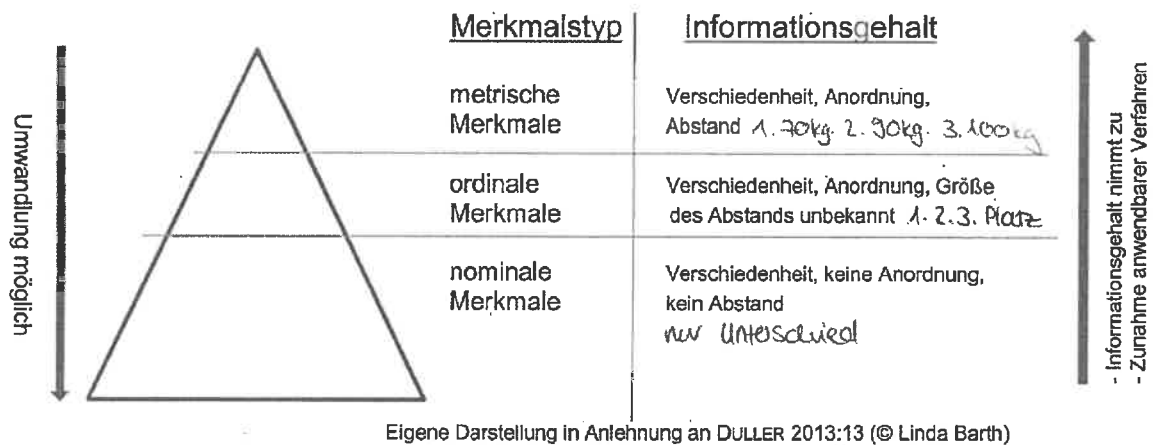 Merkmalstyp
Informationsgehalt
Umwandlung möglich
metrische
Merkmale
Verschiedenheit, Anordnung,
Abstand 1. 70kg. 2. 90kg. 3. 100kg
ordinale
Merkmale
Verschiedenheit, Anordnung, Größe
des Abstands unbekannt 1. 2. 3. Platz
nominale
Merkmale
Verschiedenheit, keine Anordnung,
kein Abstand
nur Unterschied
- Informationsgehalt nimmt zu
- Zunahme anwendbarer Verfahren
Eigene Darstellung in Anlehnung an DULLER 2013:13 (© Linda Barth)